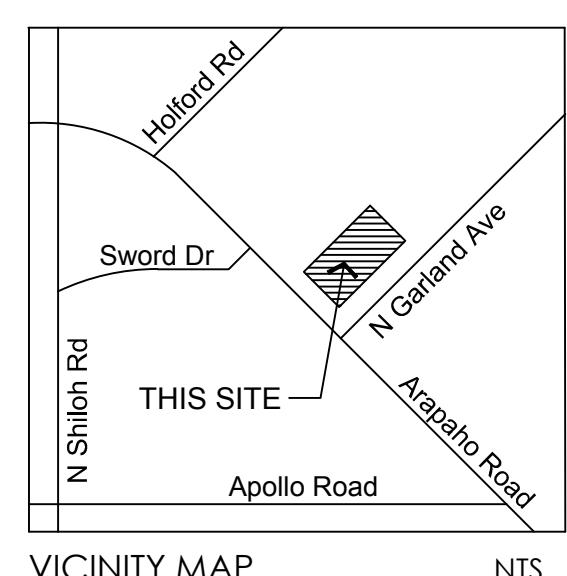 Holford Rd
Sword Dr
N Garland Ave
N Shiloh Rd
THIS SITE
Arapaho Road
Apollo Road
VICINITY MAP
NTS